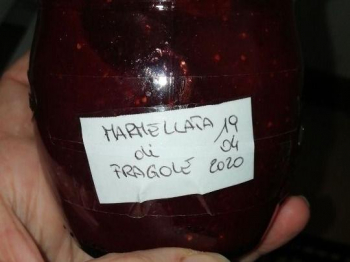 MARMELLATA 19
di 04
FRAGOLE 2020